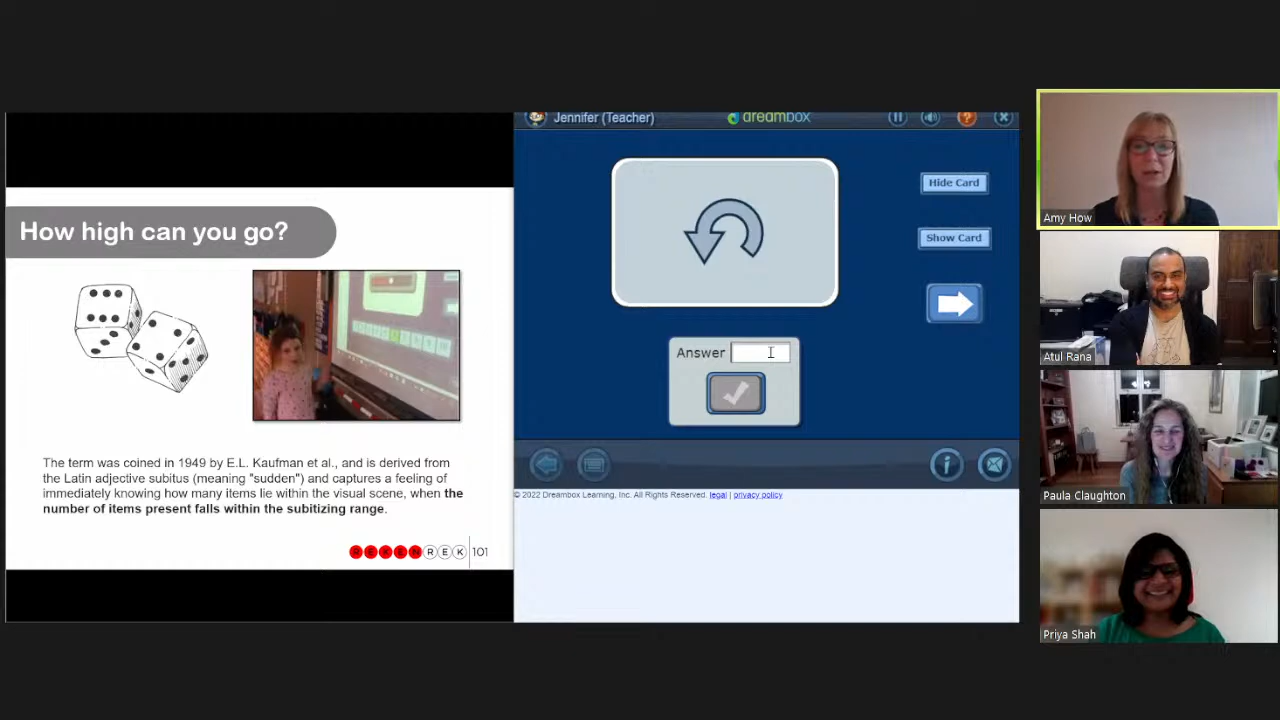 How high can you go?
The term was coined in 1949 by E.L. Kaufman et al., and is derived from
the Latin adjective subitus (meaning "sudden") and captures a feeling of
immediately knowing how many items lie within the visual scene, when the
number of items present falls within the subitizing range.
REKENREK 101
Jennifer (Teacher)
dreambox
?
Hide Card
Show Card
Answer
i
© 2022 Dreambox Learning, Inc. All Rights Reserved. legal | privacy policy
Amy How
Atul Rana
Paula Claughton
Priya Shah